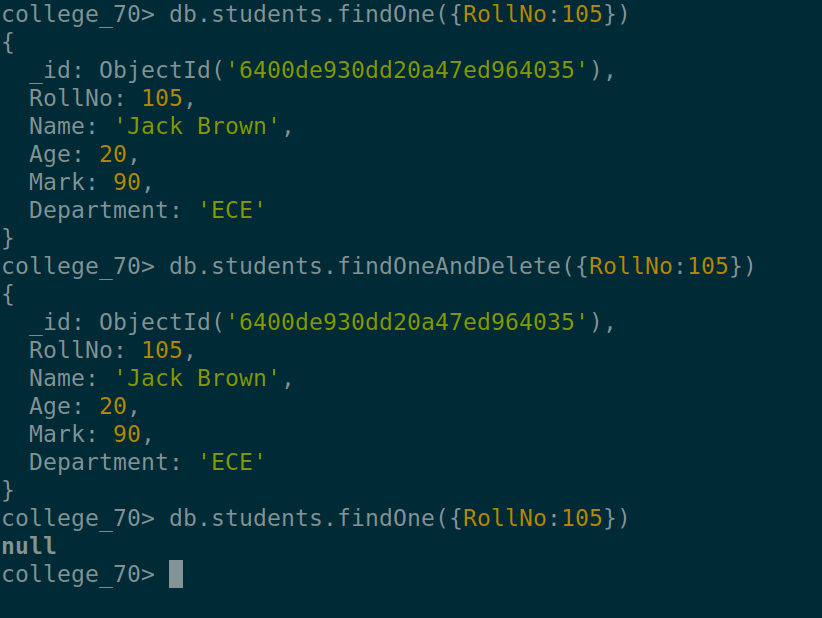 college_70> db.students.findOne({RollNo:105})
{
  _id: ObjectId('6400de930dd20a47ed964035'),
  RollNo: 105,
  Name: 'Jack Brown',
  Age: 20,
  Mark: 90,
  Department: 'ECE'
}
college_70> db.students.findOneAndDelete({RollNo:105})
{
  _id: ObjectId('6400de930dd20a47ed964035'),
  RollNo: 105,
  Name: 'Jack Brown',
  Age: 20,
  Mark: 90,
  Department: 'ECE'
}
college_70> db.students.findOne({RollNo:105})
null
college_70>